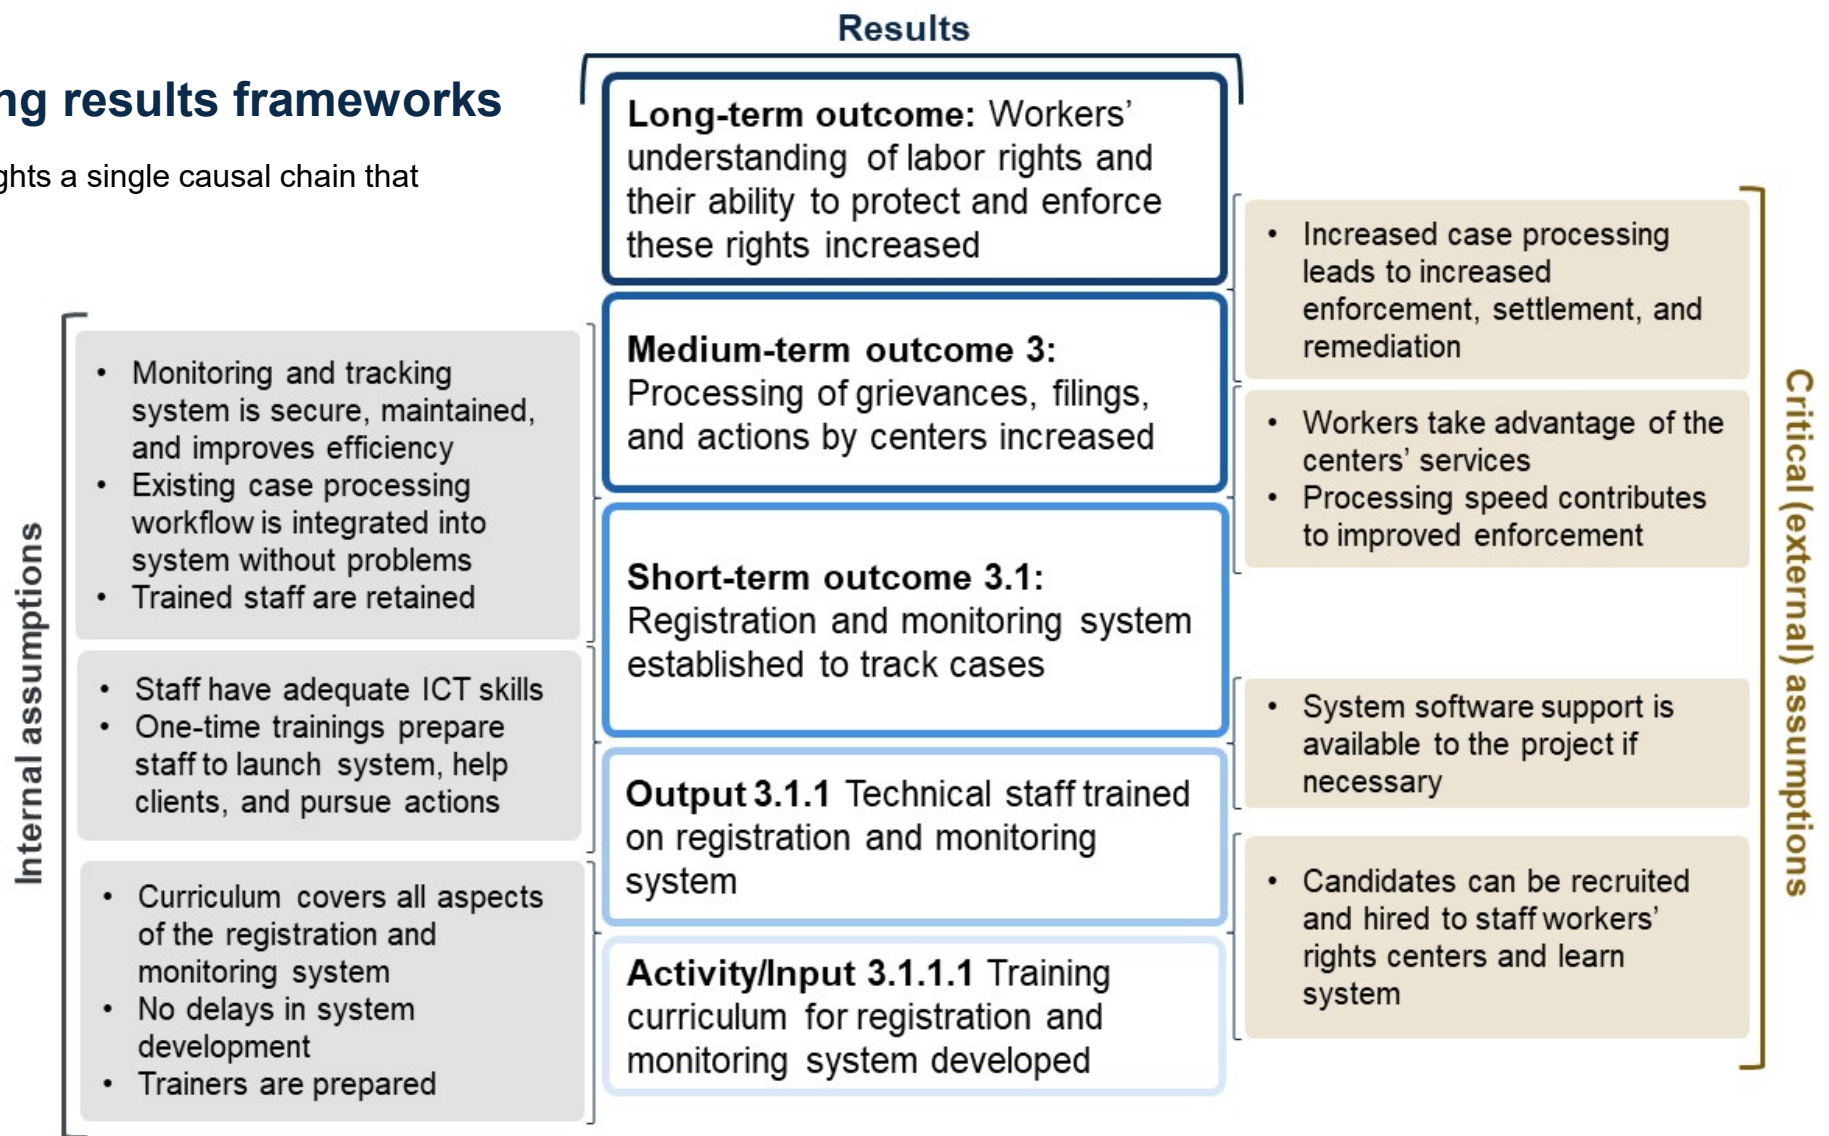 ng results frameworks
ghts a single causal chain that
Results
Long-term outcome: Workers’
understanding of labor rights and
their ability to protect and enforce
these rights increased
Medium-term outcome 3:
Processing of grievances, filings,
and actions by centers increased
Short-term outcome 3.1:
Registration and monitoring system
established to track cases
Output 3.1.1 Technical staff trained
on registration and monitoring
system
Activity/Input 3.1.1.1 Training
curriculum for registration and
monitoring system developed
Internal assumptions
• Monitoring and tracking
system is secure, maintained,
and improves efficiency
• Existing case processing
workflow is integrated into
system without problems
• Trained staff are retained
• Staff have adequate ICT skills
• One-time trainings prepare
staff to launch system, help
clients, and pursue actions
• Curriculum covers all aspects
of the registration and
monitoring system
• No delays in system
development
• Trainers are prepared
Critical (external) assumptions
• Increased case processing
leads to increased
enforcement, settlement, and
remediation
• Workers take advantage of the
centers’ services
• Processing speed contributes
to improved enforcement
• System software support is
available to the project if
necessary
• Candidates can be recruited
and hired to staff workers’
rights centers and learn
system